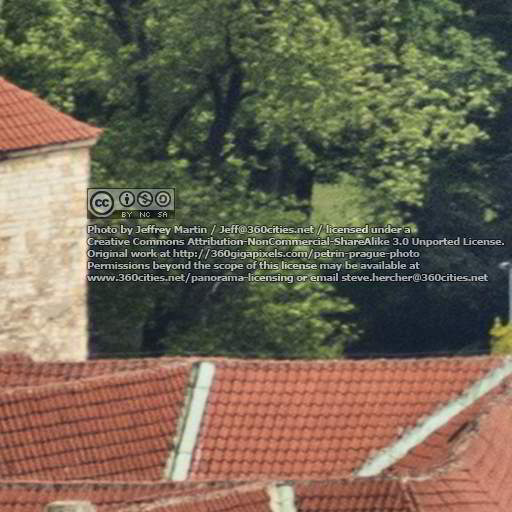 cc
BY NC SA
Photo by Jeffrey Martin / Jeff@360cities.net / licensed under a
Creative Commons Attribution-NonCommercial-ShareAlike 3.0 Unported License.
Original work at http://360gigapixels.com/petrin-prague-photo
Permissions beyond the scope of this license may be available at
www.360cities.net/panorama-licensing or email steve.hercher@360cities.net